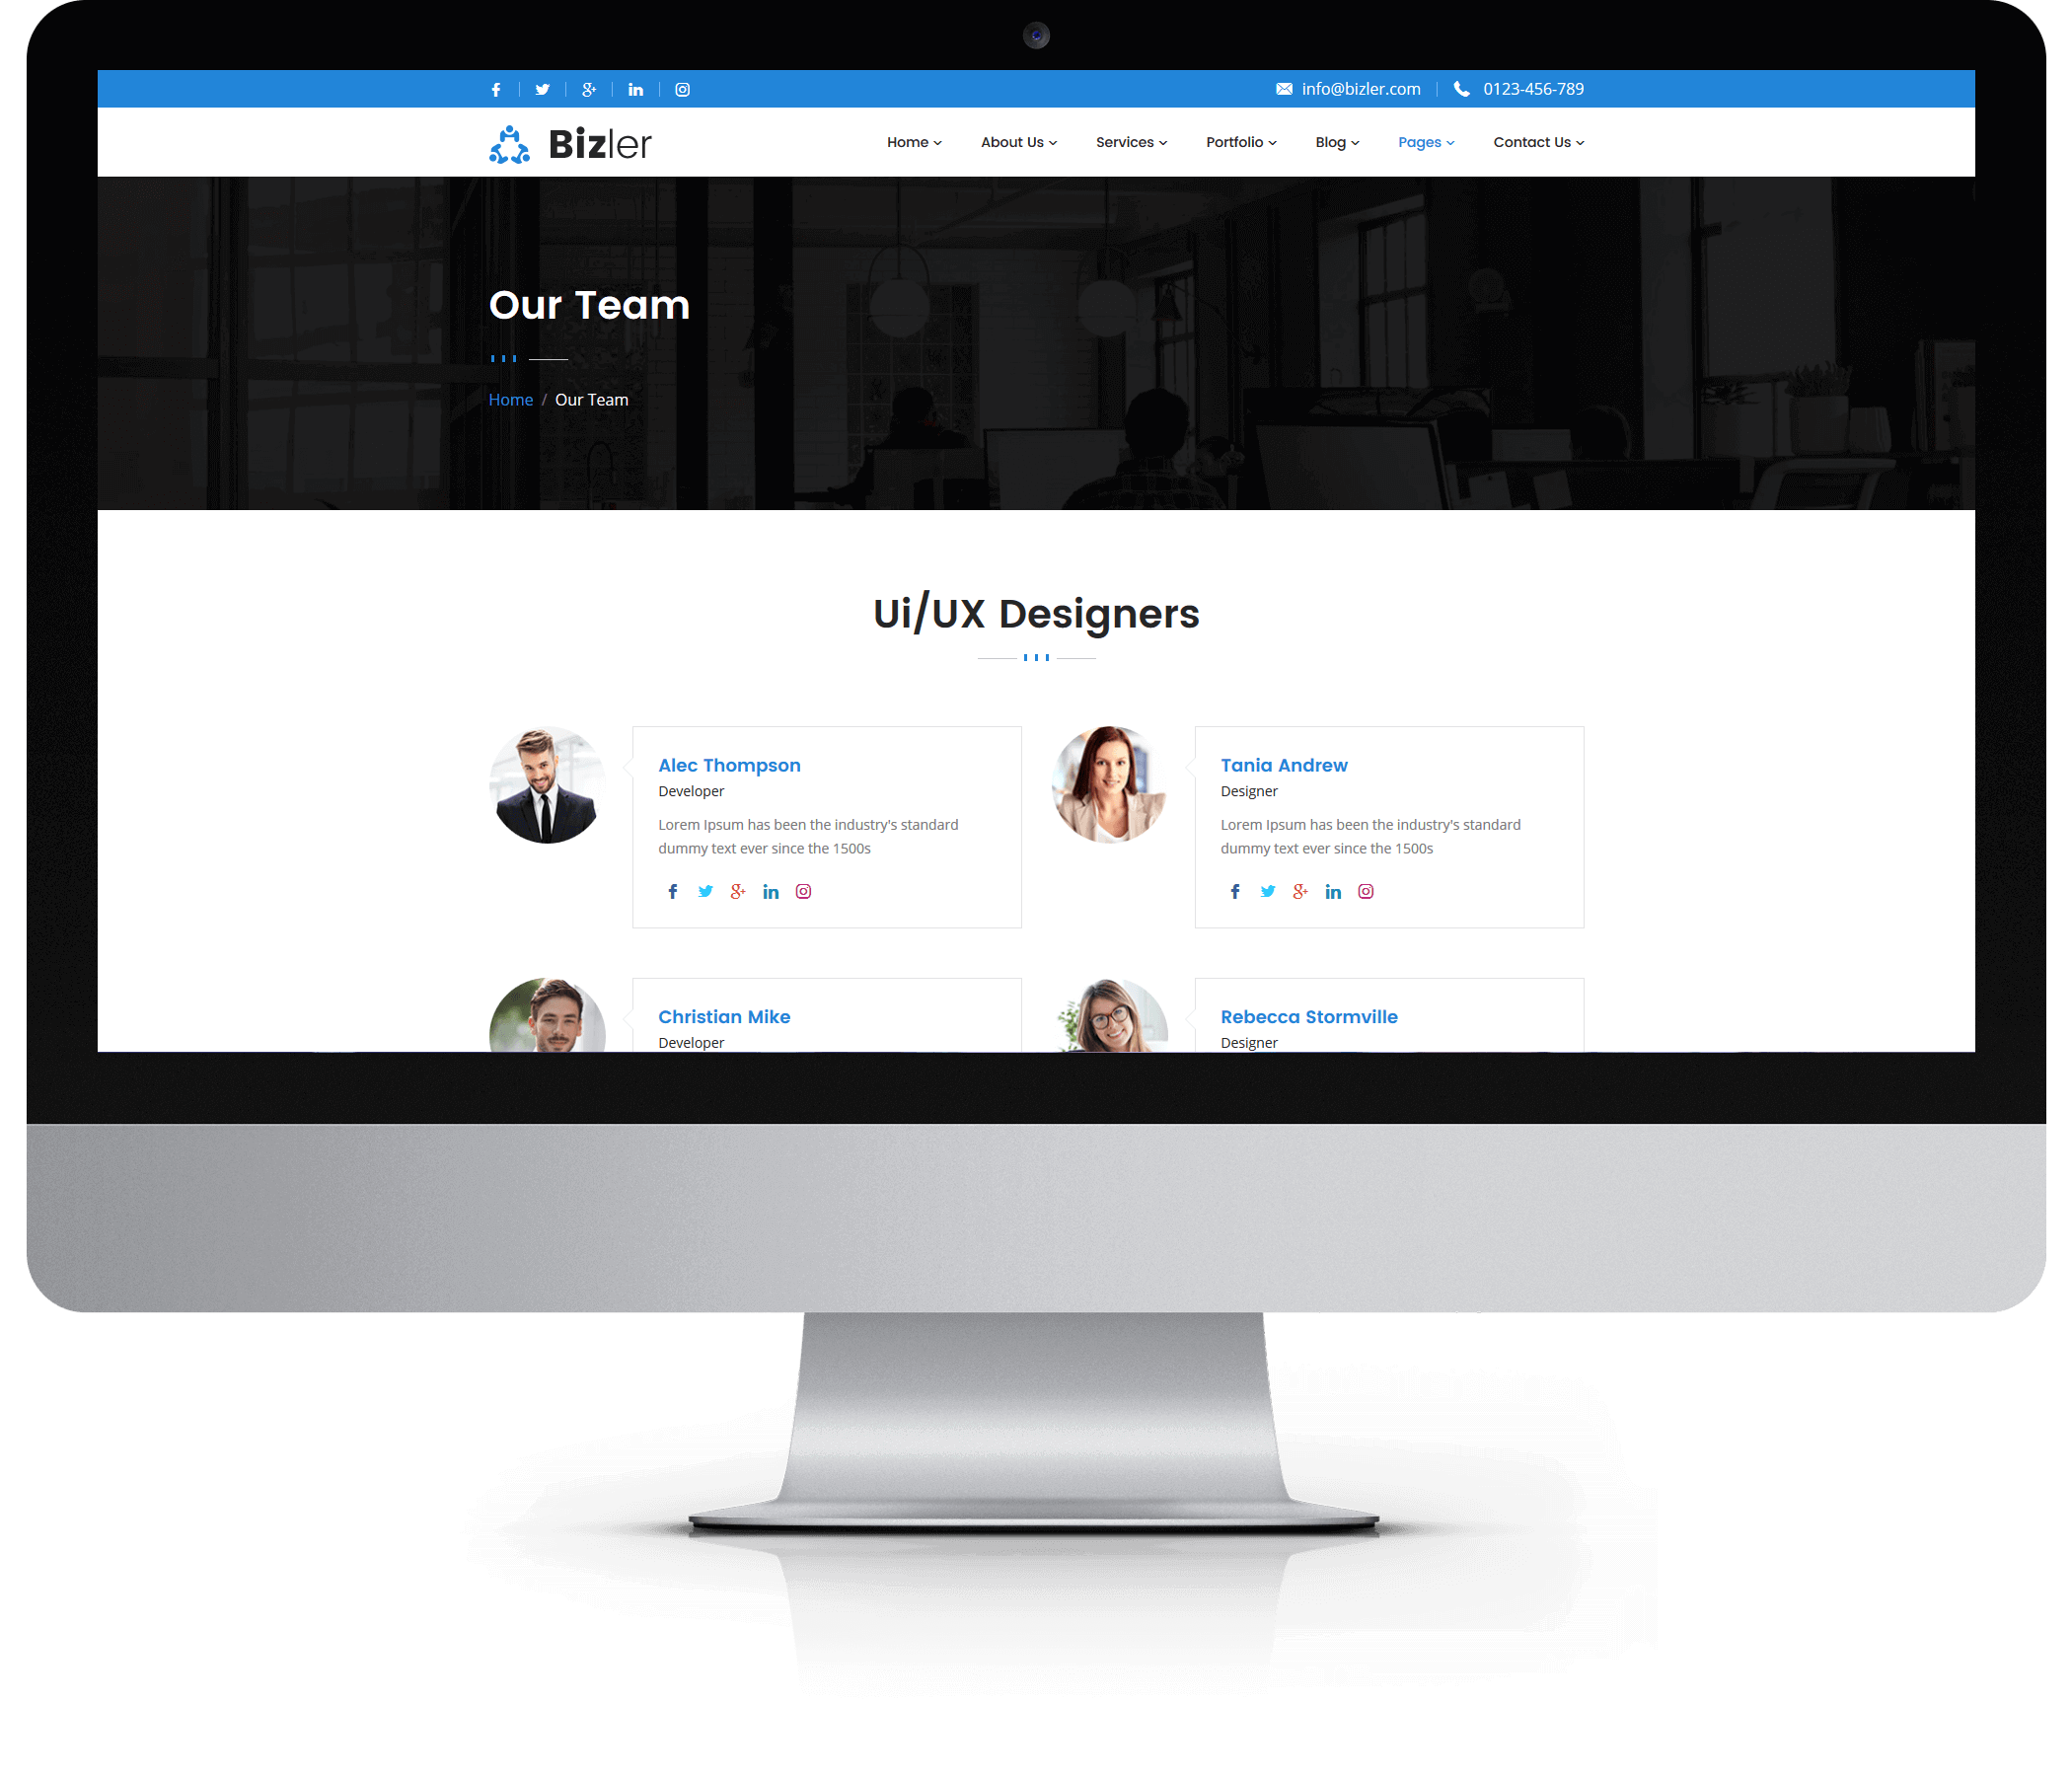 info@bizler.com 0123-456-789
Bizler
Home About Us Services Portfolio Blog Pages Contact Us
Our Team
Home / Our Team
Ui/UX Designers
Alec Thompson
Developer
Lorem Ipsum has been the industry's standard
dummy text ever since the 1500s
Tania Andrew
Designer
Lorem Ipsum has been the industry's standard
dummy text ever since the 1500s
Christian Mike
Developer
Rebecca Stormville
Designer